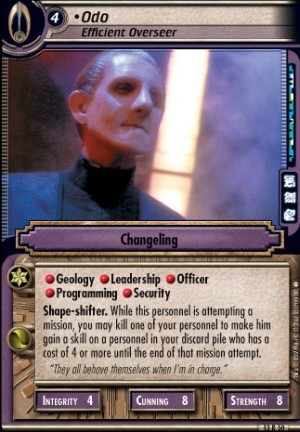 4 •Odo
Efficient Overseer
Changeling
•Geology •Leadership •Officer
•Programming •Security
Shape-shifter. While this personnel is attempting a
mission, you may kill one of your personnel to make
him gain a skill on a personnel in your discard pile who has a
cost of 4 or more until the end of that mission attempt.
"They all behave themselves when I'm in charge."
INTEGRITY 4 CUNNING 8 STRENGTH 8